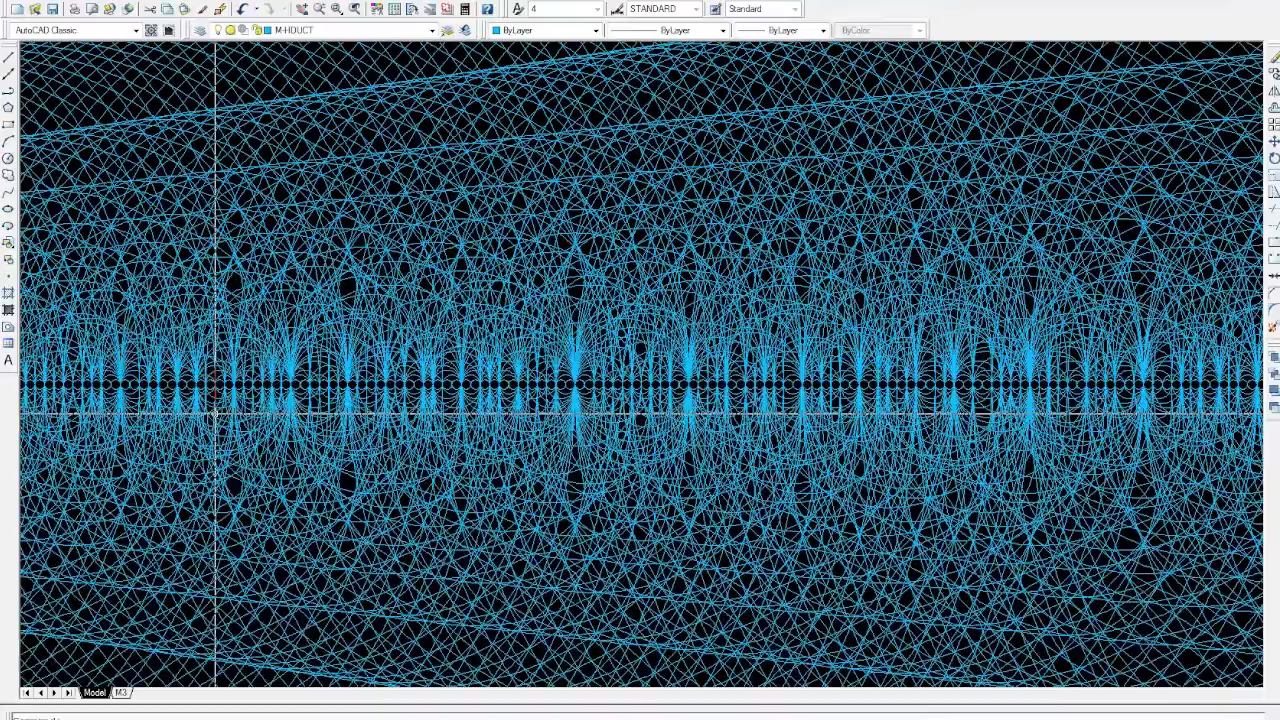 4 STANDARD Standard
AutoCAD Classic M-HDUCT ByLayer ByLayer ByLayer ByColor
A
Model M3